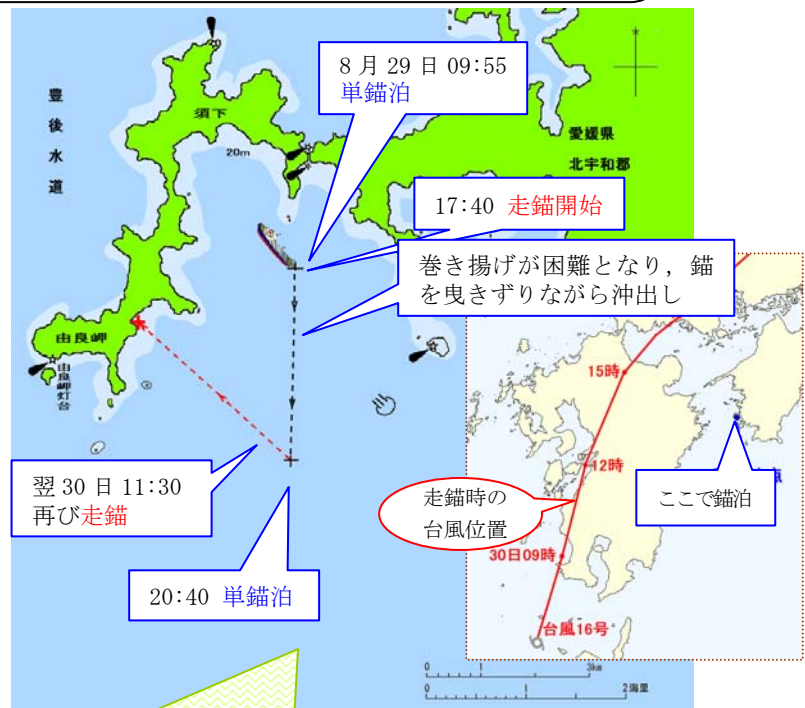 8月29日 09:55
単錨泊
豊後水道
須下
20m
愛媛県
北宇和郡
17:40 走錨開始
巻き揚げが困難となり，錨
を曳きずりながら沖出し
由良岬
由良岬灯台
15時
12時
ここで錨泊
走錨時の
台風位置
30日09時
台風16号
翌30日 11:30
再び走錨
20:40 単錨泊
0 1 3km
0 1 2海里